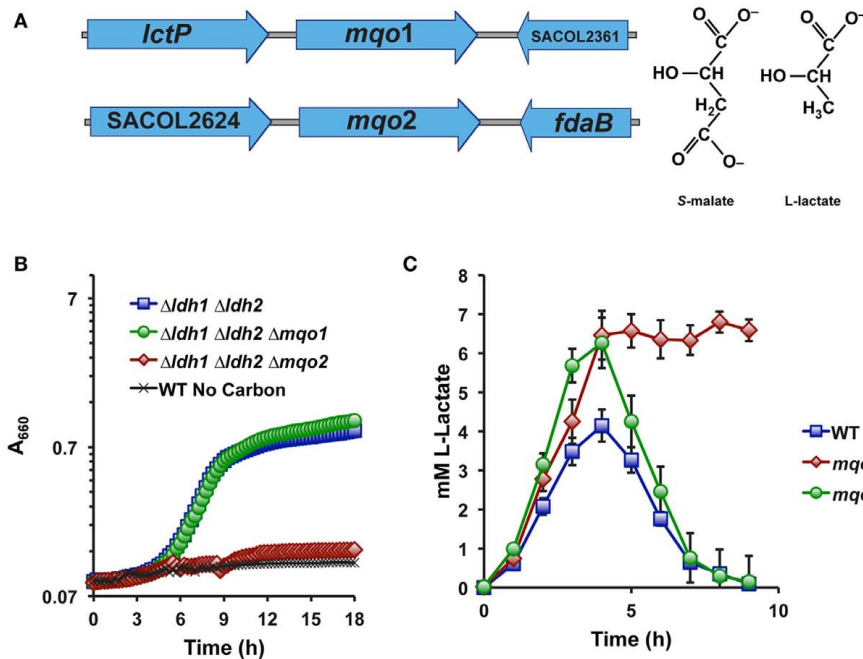 A
lctP
mqo1
SACOL2361
SACOL2624
mqo2
fdaB
O
O–
HO
CH
H₂C
O
O–
S-malate
O
O–
HO
CH
H₃C
L-lactate
B
7
0.7
0.07
A₆₆₀
Δldh1 Δldh2
Δldh1 Δldh2 Δmqo1
Δldh1 Δldh2 Δmqo2
WT No Carbon
0 3 6 9 12 15 18
Time (h)
C
8
7
6
5
4
3
2
1
0
mM L-Lactate
WT
mqo
mqo
0 5 10
Time (h)